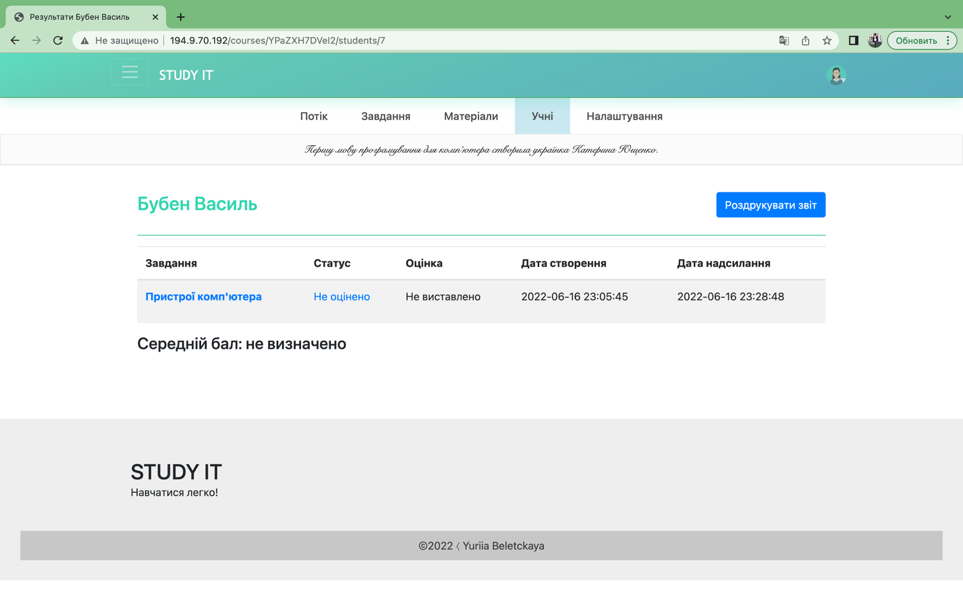 Результати Бубен Василь
Не защищено | 194.9.70.192/courses/YPaZXH7DVeI2/students/7
Обновить
STUDY IT
Потік Завдання Матеріали Учні Налаштування
Першу мову програмування для комп'ютера створила українка Катерина Ющенко.
Бубен Василь
Роздрукувати звіт
Завдання Статус Оцінка Дата створення Дата надсилання
Пристрої комп'ютера Не оцінено Не виставлено 2022-06-16 23:05:45 2022-06-16 23:28:48
Середній бал: не визначено
STUDY IT
Навчатися легко!
©2022 〈 Yuriia Beletckaya